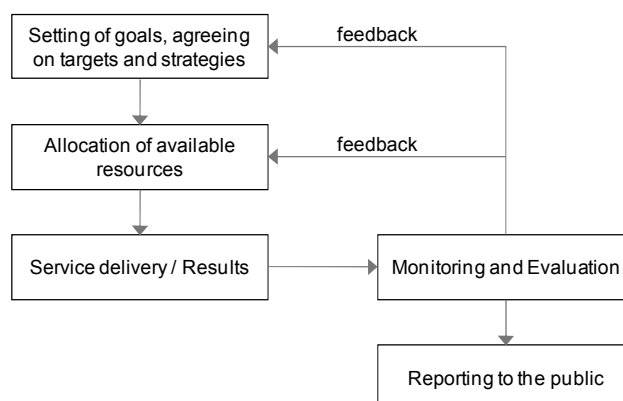 Setting of goals, agreeing
on targets and strategies
feedback
Allocation of available
resources
feedback
Service delivery / Results
Monitoring and Evaluation
Reporting to the public